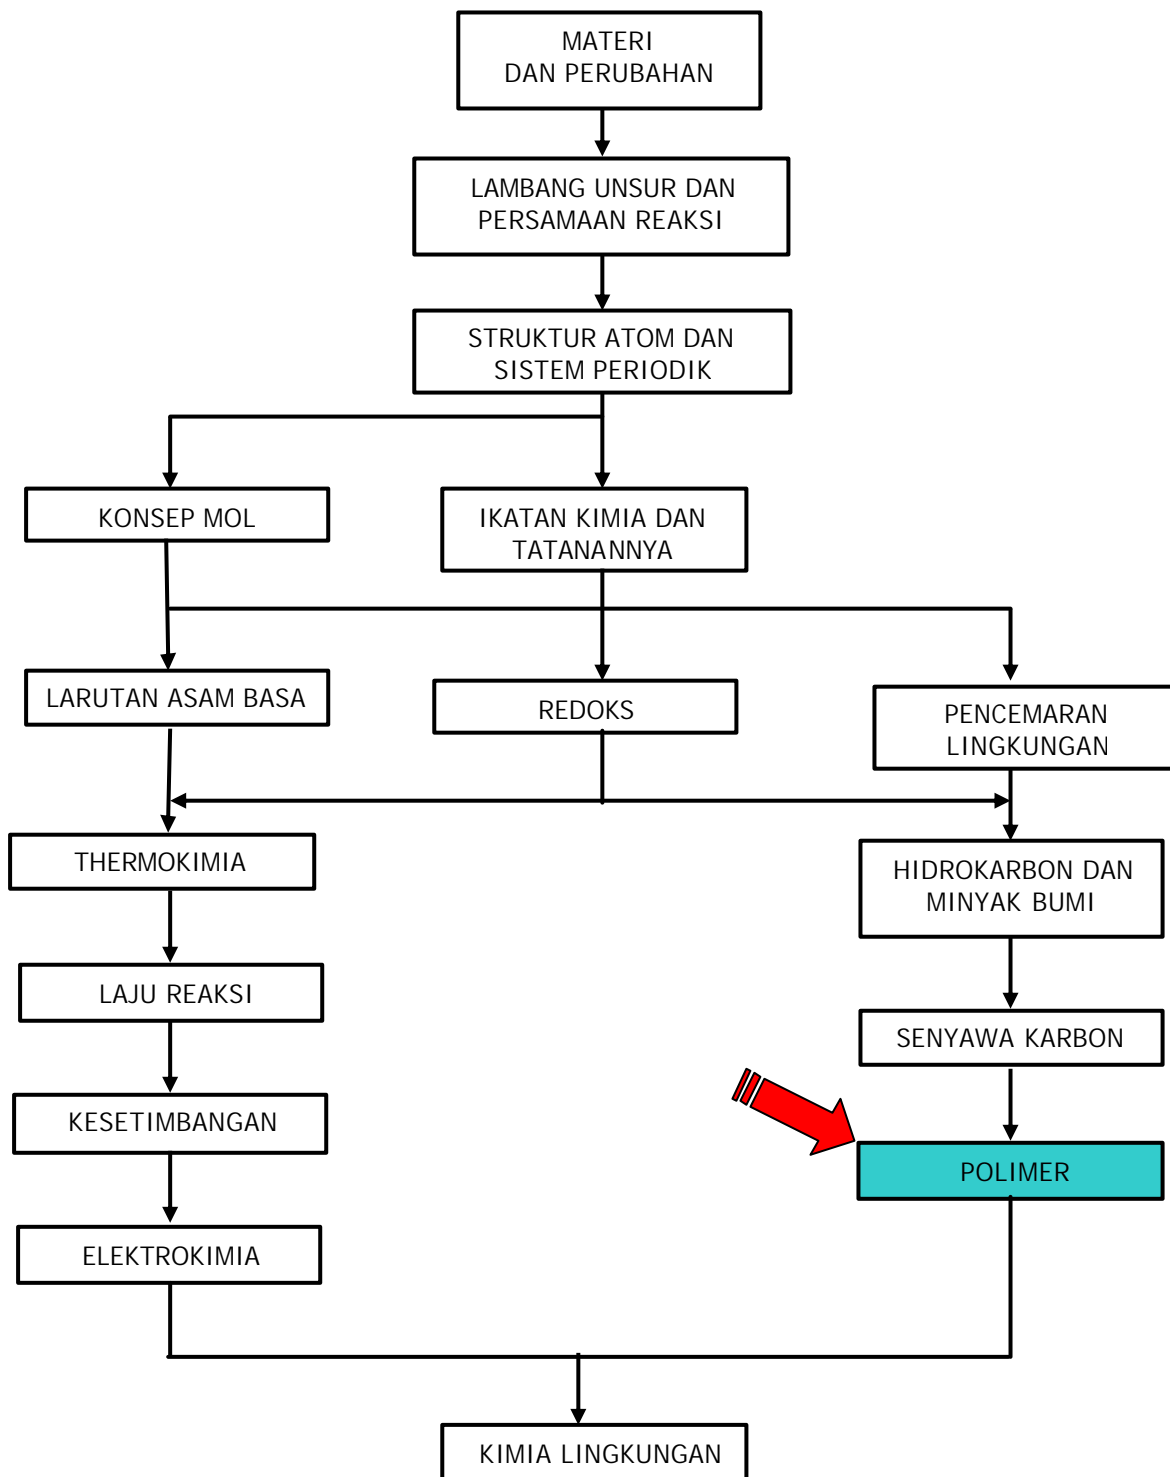 MATERI
DAN PERUBAHAN
LAMBANG UNSUR DAN
PERSAMAAN REAKSI
STRUKTUR ATOM DAN
SISTEM PERIODIK
KONSEP MOL
IKATAN KIMIA DAN
TATANANNYA
LARUTAN ASAM BASA
REDOKS
PENCEMARAN
LINGKUNGAN
THERMOKIMIA
HIDROKARBON DAN
MINYAK BUMI
LAJU REAKSI
SENYAWA KARBON
KESETIMBANGAN
POLIMER
ELEKTROKIMIA
KIMIA LINGKUNGAN